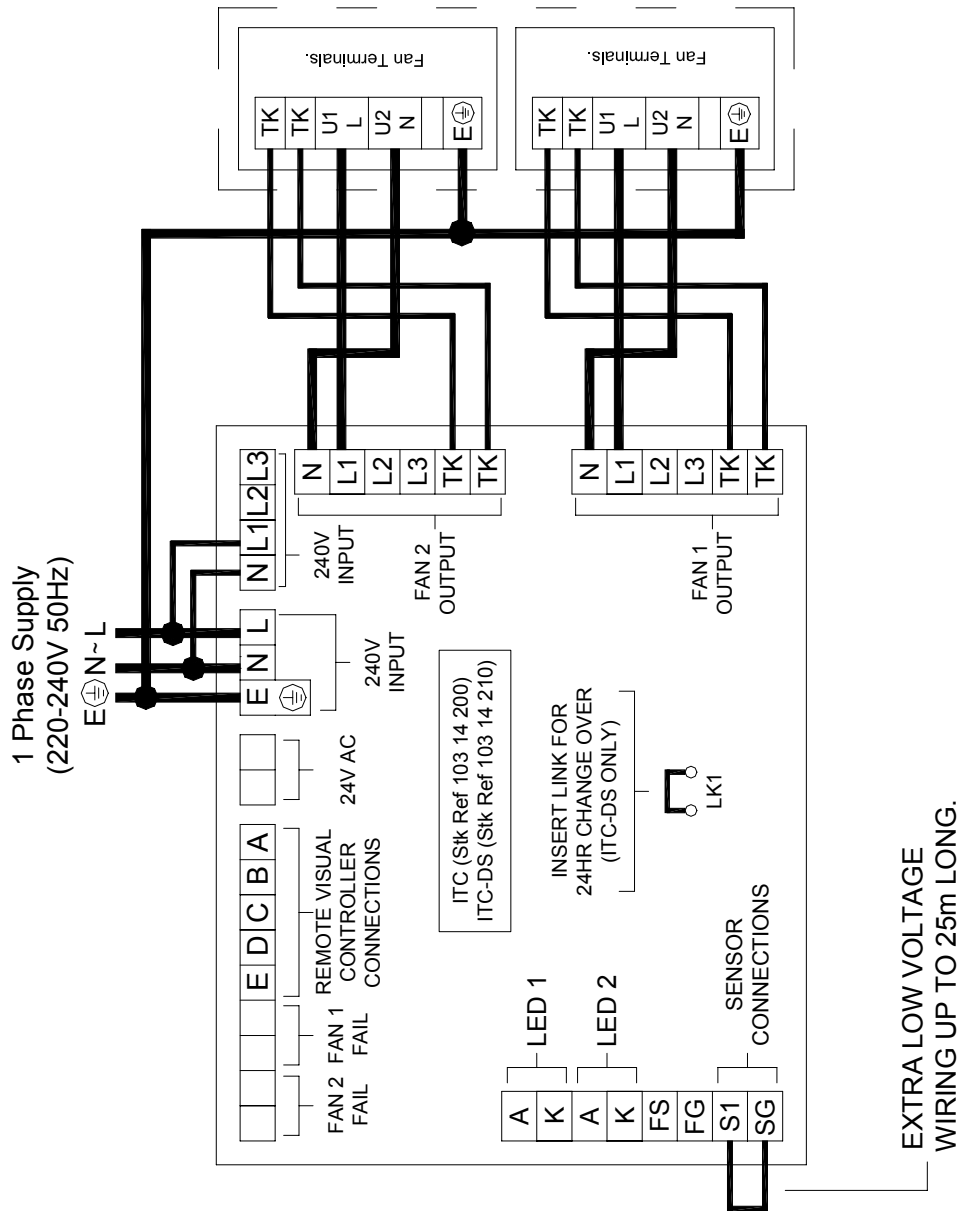 1 Phase Supply
(220-240V 50Hz)
E N~L
Fan Terminals.
TK
TK
U1
L
U2
N
E
Fan Terminals.
TK
TK
U1
L
U2
N
E
FAN 2
FAIL
FAN 1
FAIL
E D C B A
REMOTE VISUAL
CONTROLLER
CONNECTIONS
24V AC
E N L
240V
INPUT
N L1 L2 L3
240V
INPUT
N
L1
L2
L3
TK
TK
FAN 2
OUTPUT
N
L1
L2
L3
TK
TK
FAN 1
OUTPUT
ITC (Stk Ref 103 14 200)
ITC-DS (Stk Ref 103 14 210)
INSERT LINK FOR
24HR CHANGE OVER
(ITC-DS ONLY)
LK1
A
K
LED 1
A
K
LED 2
FS
FG
S1
SG
SENSOR
CONNECTIONS
EXTRA LOW VOLTAGE
WIRING UP TO 25m LONG.